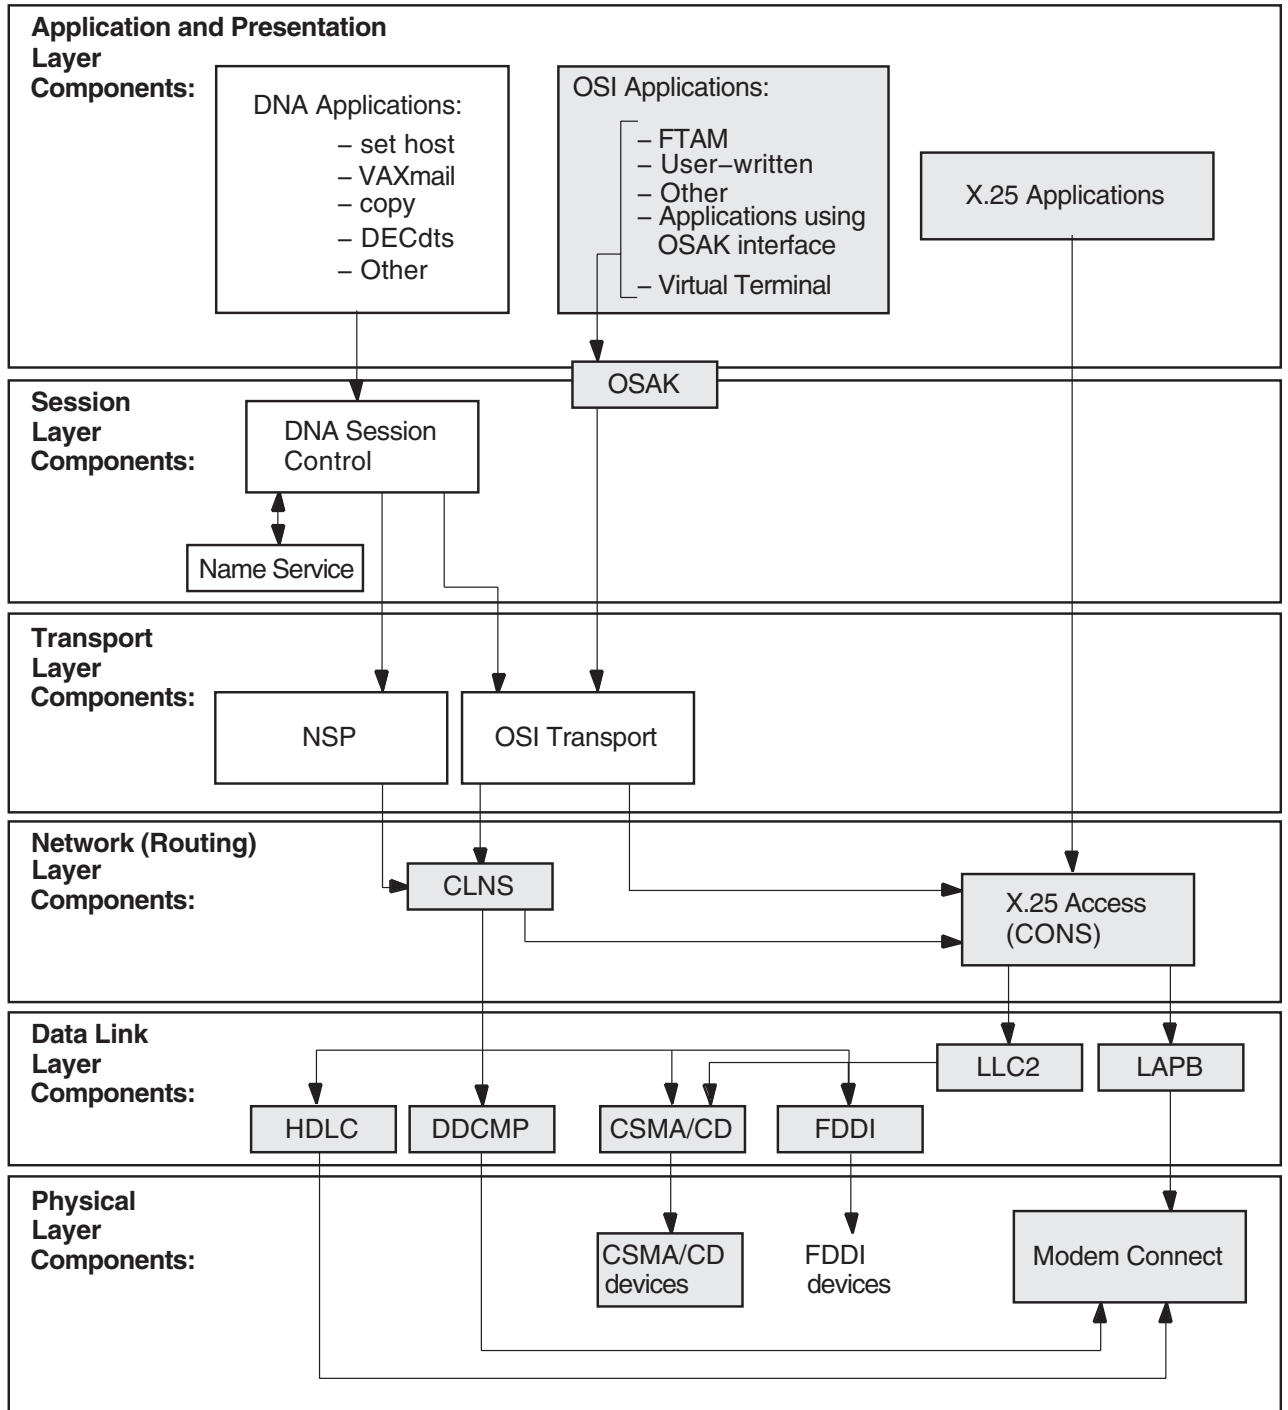 Application and Presentation
Layer
Components:
DNA Applications:
– set host
– VAXmail
– copy
– DECdts
– Other
OSI Applications:
– FTAM
– User–written
– Other
– Applications using
OSAK interface
– Virtual Terminal
X.25 Applications
OSAK
Session
Layer
Components:
DNA Session
Control
Name Service
Transport
Layer
Components:
NSP
OSI Transport
Network (Routing)
Layer
Components:
CLNS
X.25 Access
(CONS)
Data Link
Layer
Components:
LLC2
LAPB
HDLC
DDCMP
CSMA/CD
FDDI
Physical
Layer
Components:
CSMA/CD
devices
FDDI
devices
Modem Connect